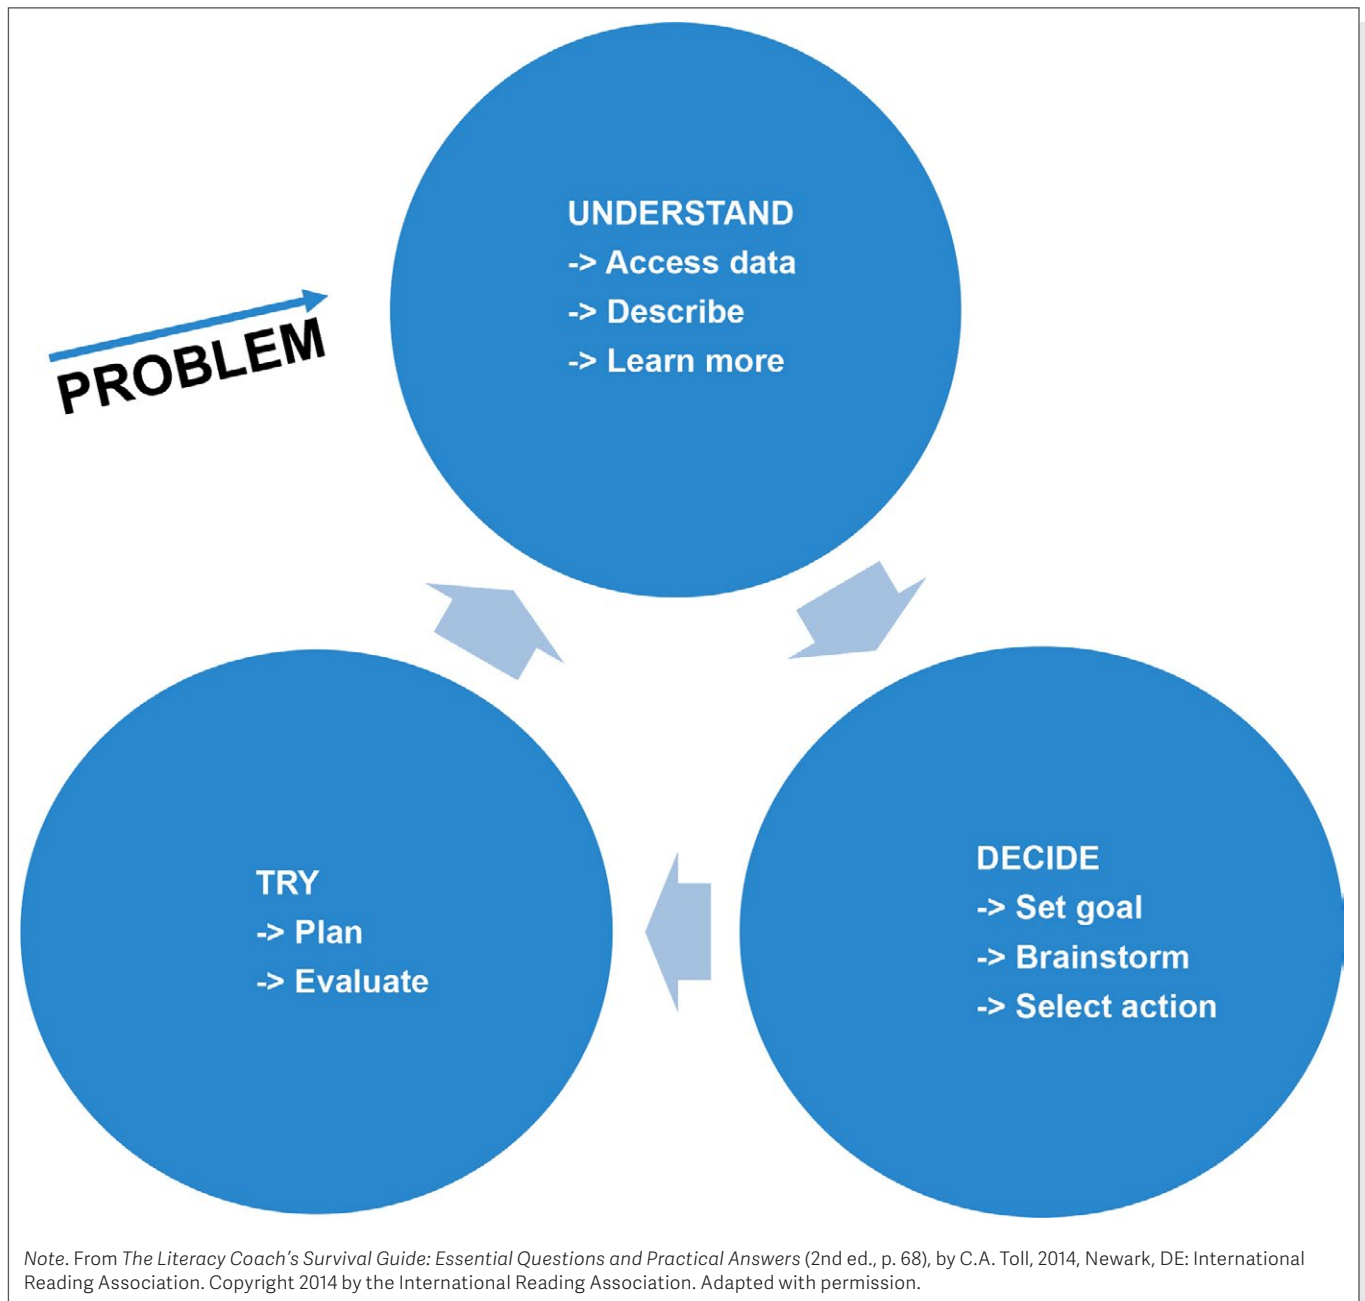 PROBLEM
UNDERSTAND
-> Access data
-> Describe
-> Learn more
DECIDE
-> Set goal
-> Brainstorm
-> Select action
TRY
-> Plan
-> Evaluate
Note. From The Literacy Coach's Survival Guide: Essential Questions and Practical Answers (2nd ed., p. 68), by C.A. Toll, 2014, Newark, DE: International
Reading Association. Copyright 2014 by the International Reading Association. Adapted with permission.